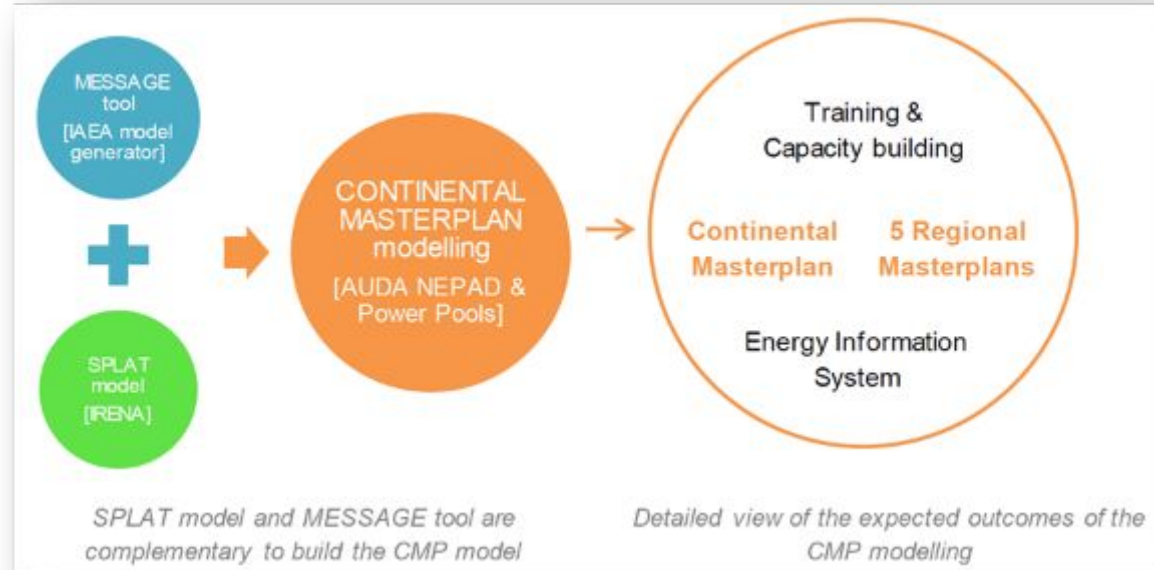 MESSAGE
tool
[IAEA model
generator]
SPLAT
model
[IRENA]
CONTINENTAL
MASTERPLAN
modelling
[AUDA NEPAD &
Power Pools]
Training &
Capacity building
Continental
Masterplan
5 Regional
Masterplans
Energy Information
System
SPLAT model and MESSAGE tool are
complementary to build the CMP model
Detailed view of the expected outcomes of the
CMP modelling